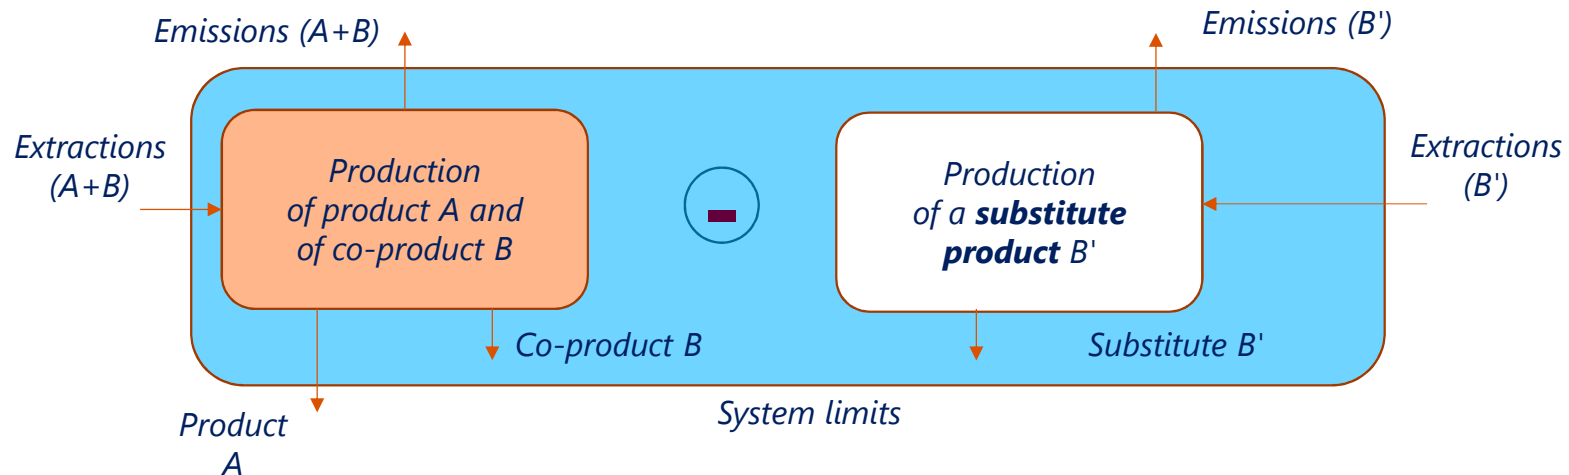 Emissions (A+B)
Emissions (B')
Extractions
(A+B)
Production
of product A and
of co-product B
-
Production
of a substitute
product B'
Extractions
(B')
Co-product B
Substitute B'
Product
A
System limits